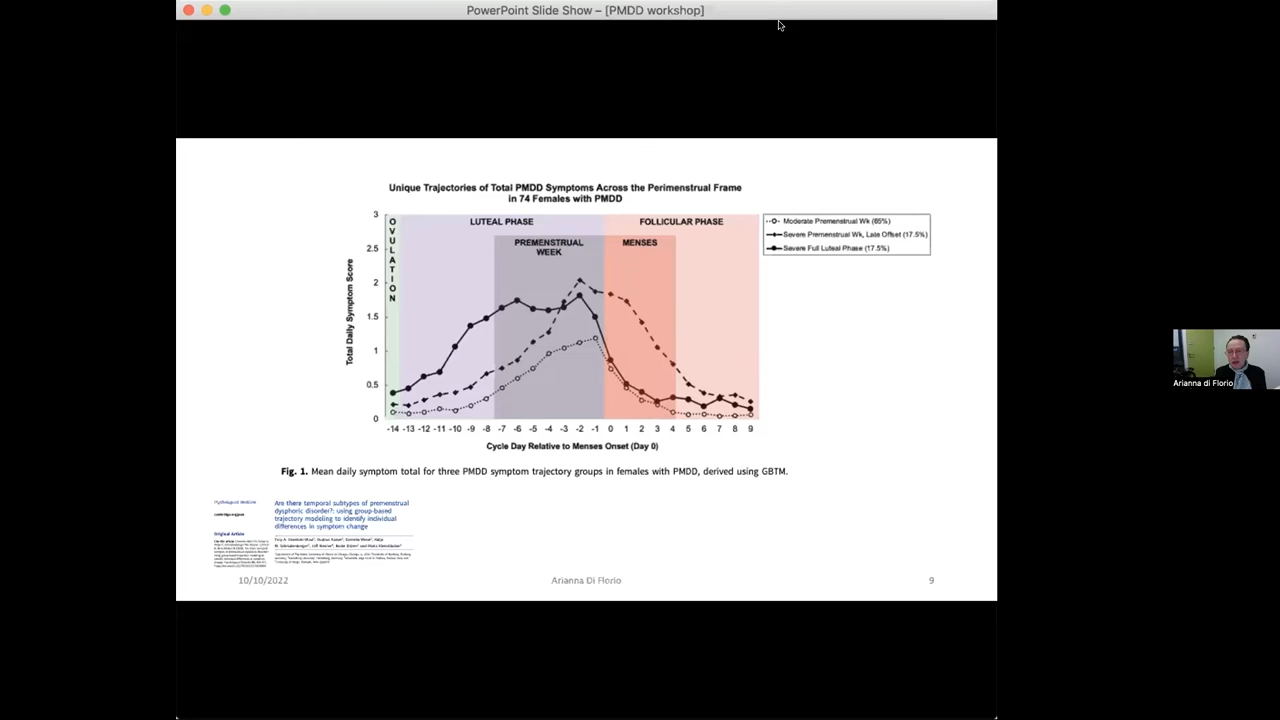 PowerPoint Slide Show – [PMDD workshop]
Unique Trajectories of Total PMDD Symptoms Across the Perimenstrual Frame
in 74 Females with PMDD
3
2.5
2
1.5
1
0.5
0
Total Daily Symptom Score
OVULATION
LUTEAL PHASE
FOLLICULAR PHASE
PREMENSTRUAL
WEEK
MENSES
Moderate Premenstrual Wk (65%)
Severe Premenstrual Wk, Late Offset (17.5%)
Severe Full Luteal Phase (17.5%)
-14 -13 -12 -11 -10 -9 -8 -7 -6 -5 -4 -3 -2 -1 0 1 2 3 4 5 6 7 8 9
Cycle Day Relative to Menses Onset (Day 0)
Fig. 1. Mean daily symptom total for three PMDD symptom trajectory groups in females with PMDD, derived using GBTM.
Psychological Medicine
Original Article
Are there temporal subtypes of premenstrual
dysphoric disorder?: using group-based
trajectory modeling to identify individual
differences in symptom change
10/10/2022
Arianna Di Florio
9
Arianna di Florio